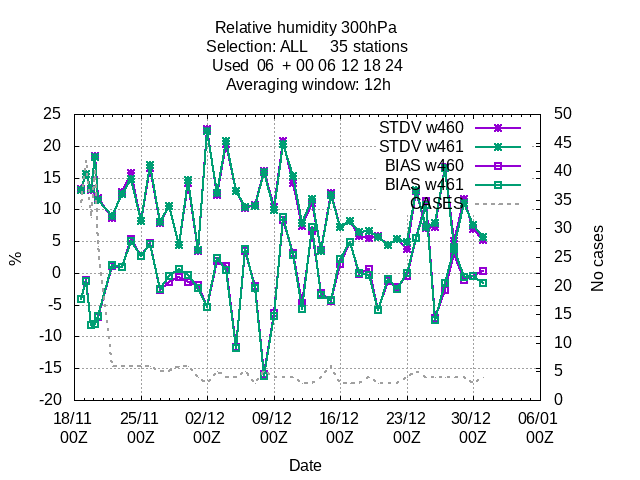 Relative humidity 300hPa
Selection: ALL 35 stations
Used 06 + 00 06 12 18 24
Averaging window: 12h
25
20
15
10
5
0
-5
-10
-15
-20
%
50
45
40
35
30
25
20
15
10
5
0
No cases
STDV w460
STDV w461
BIAS w460
BIAS w461
CASES
18/11 25/11 02/12 09/12 16/12 23/12 30/12 06/01
00Z 00Z 00Z 00Z 00Z 00Z 00Z 00Z
Date